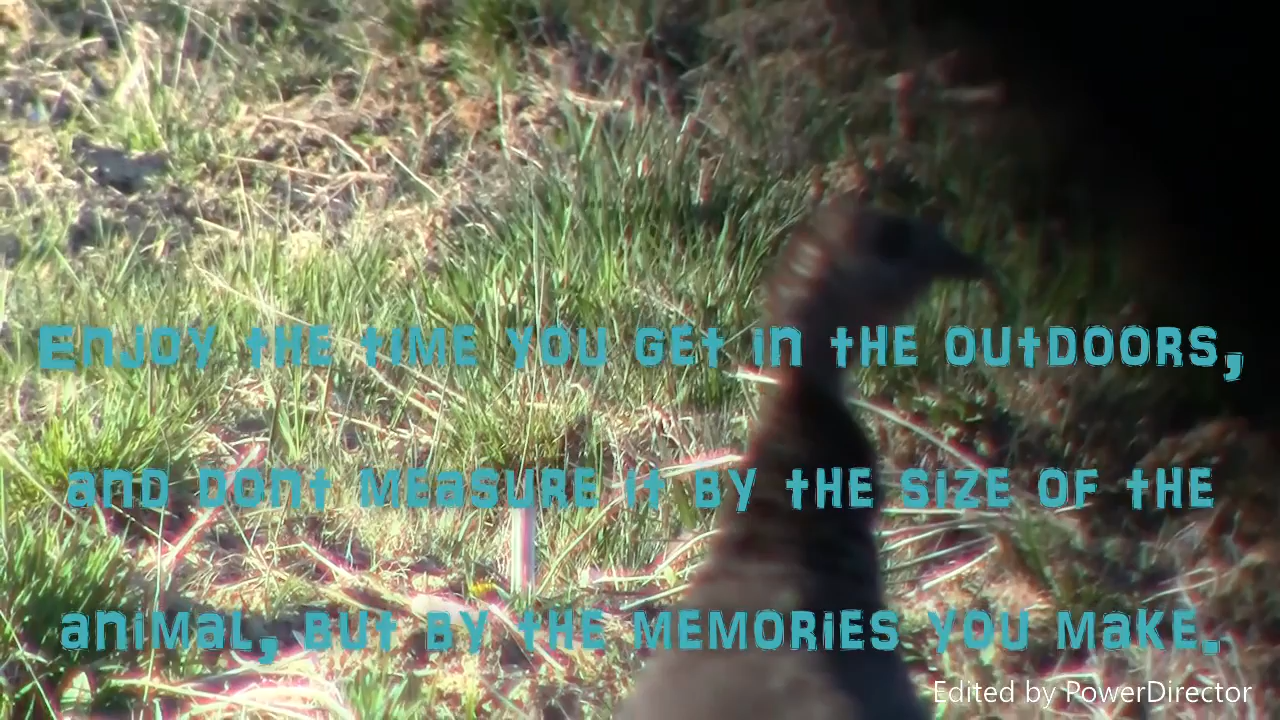 Enjoy the time you get in the outdoors,
and dont measure it by the size of the
animal, but by the memories you make.
Edited by PowerDirector